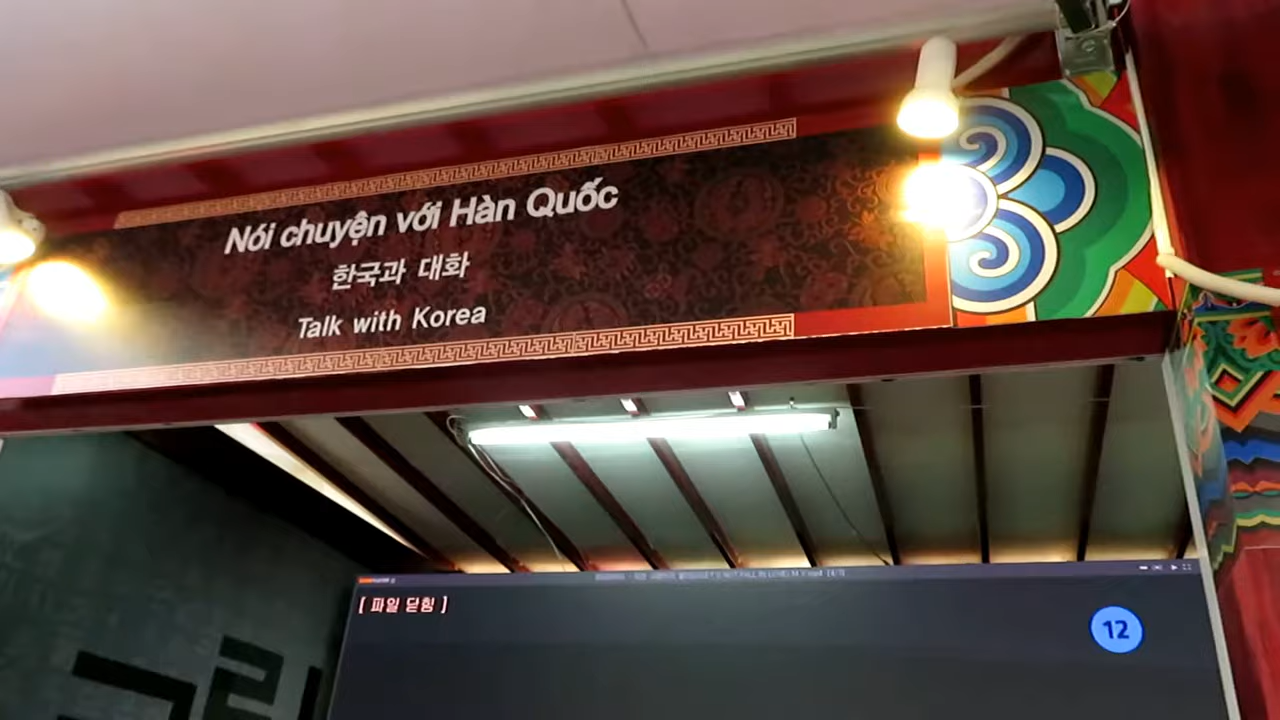 Nói chuyện với Hàn Quốc
한국과 대화
Talk with Korea
[ 파일 닫힘 ]
12